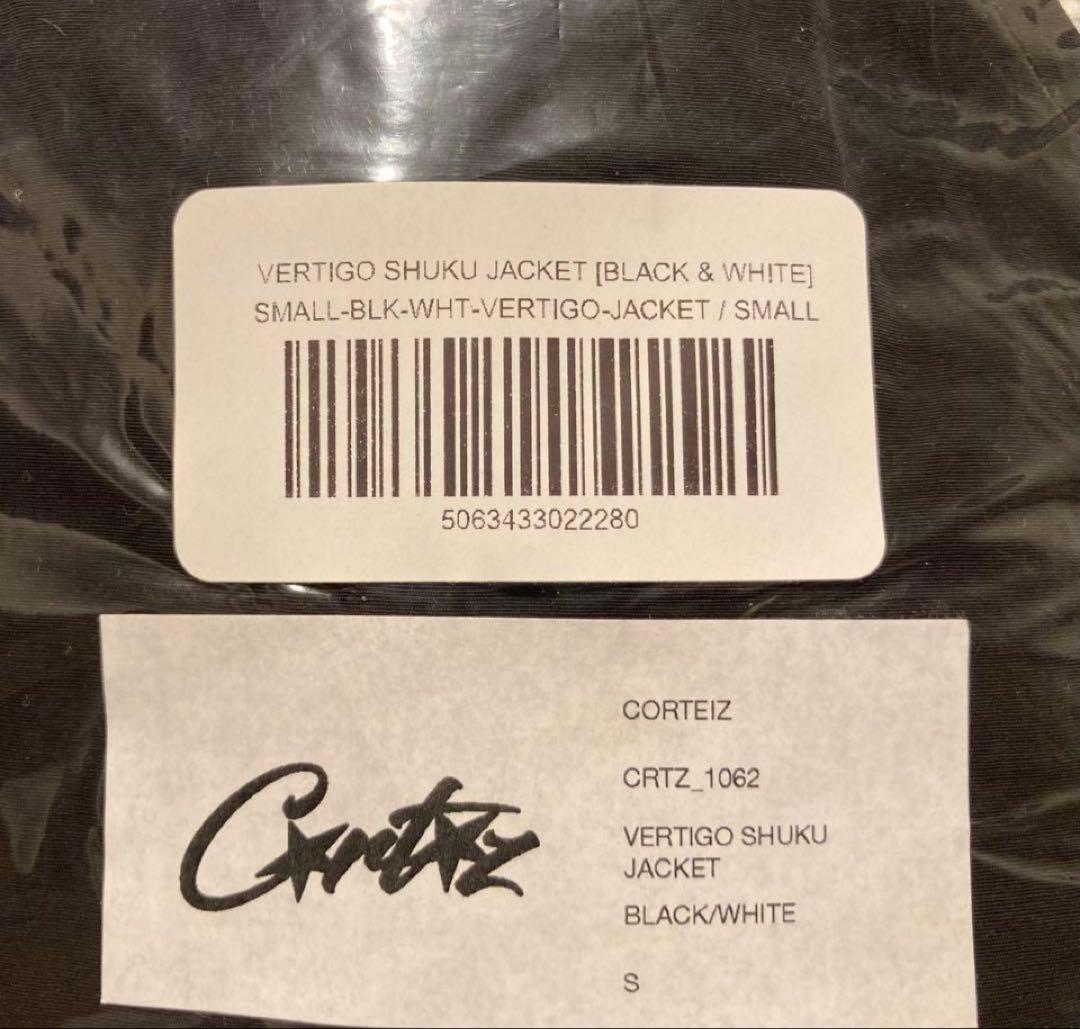 VERTIGO SHUKU JACKET [BLACK & WHITE]
SMALL-BLK-WHT-VERTIGO-JACKET / SMALL
5063433022280
CORTEIZ
CRTZ_1062
Crtz
VERTIGO SHUKU
JACKET
BLACK/WHITE
S